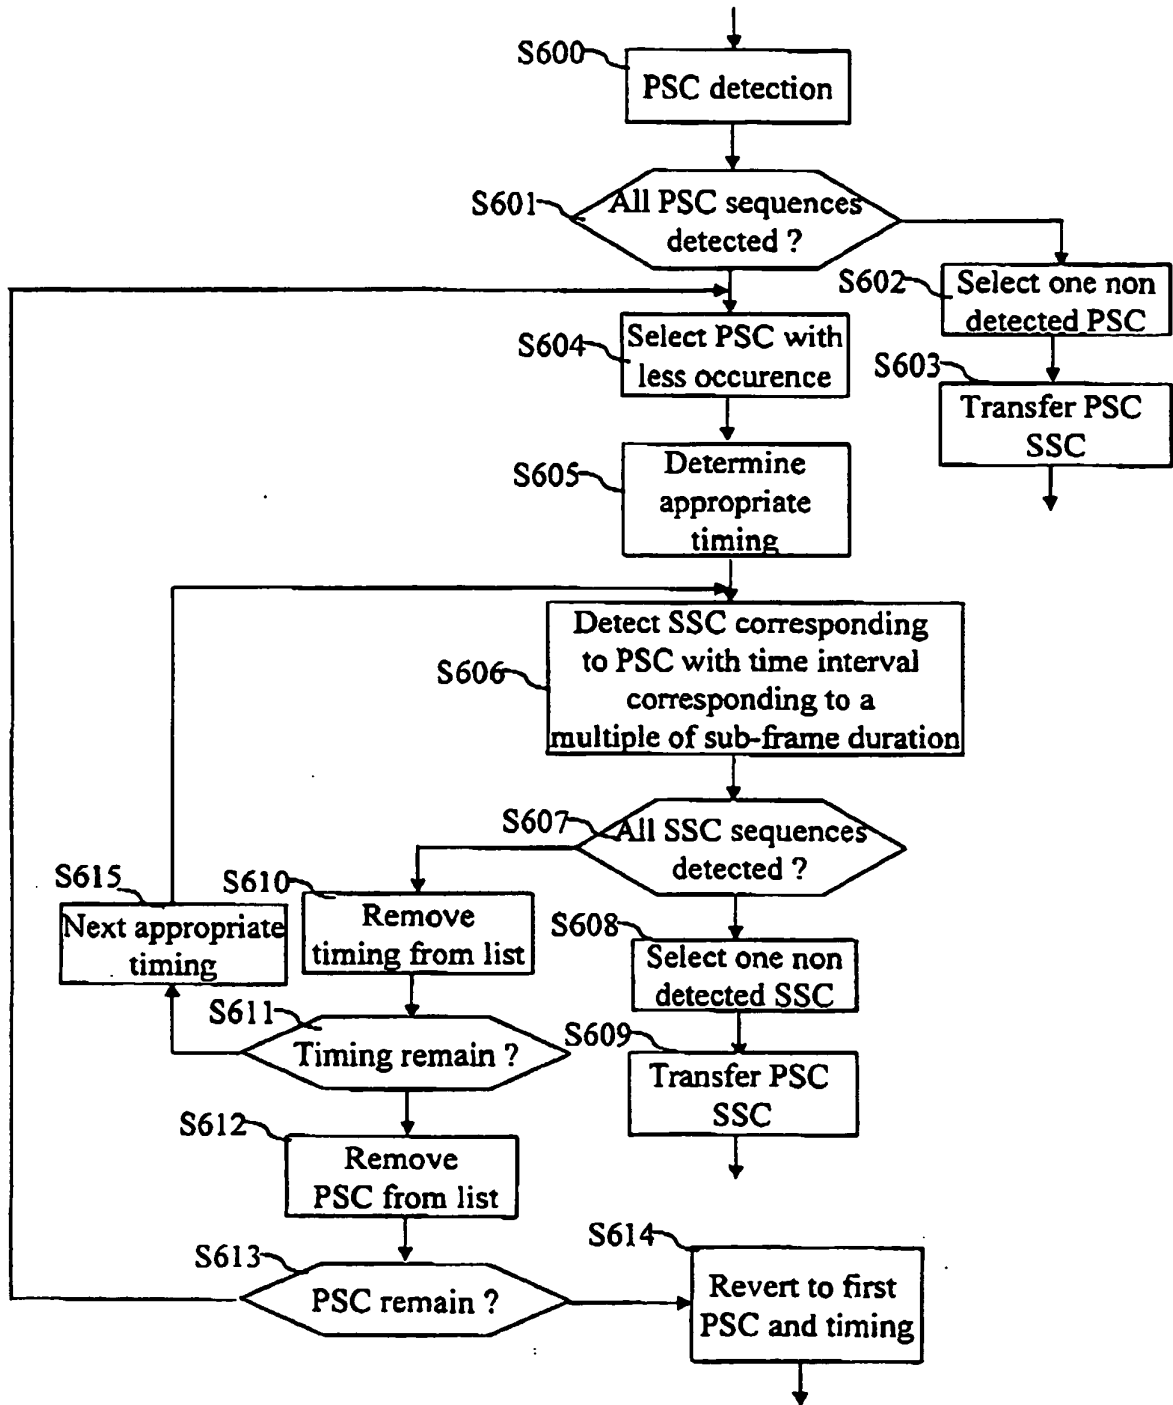 S600
PSC detection
S601
All PSC sequences
detected ?
S602
Select one non
detected PSC
S603
Transfer PSC
SSC
S604
Select PSC with
less occurence
S605
Determine
appropriate
timing
S606
Detect SSC corresponding
to PSC with time interval
corresponding to a
multiple of sub-frame duration
S607
All SSC sequences
detected ?
S608
Select one non
detected SSC
S609
Transfer PSC
SSC
S610
Remove
timing from list
S615
Next appropriate
timing
S611
Timing remain ?
S612
Remove
PSC from list
S613
PSC remain ?
S614
Revert to first
PSC and timing